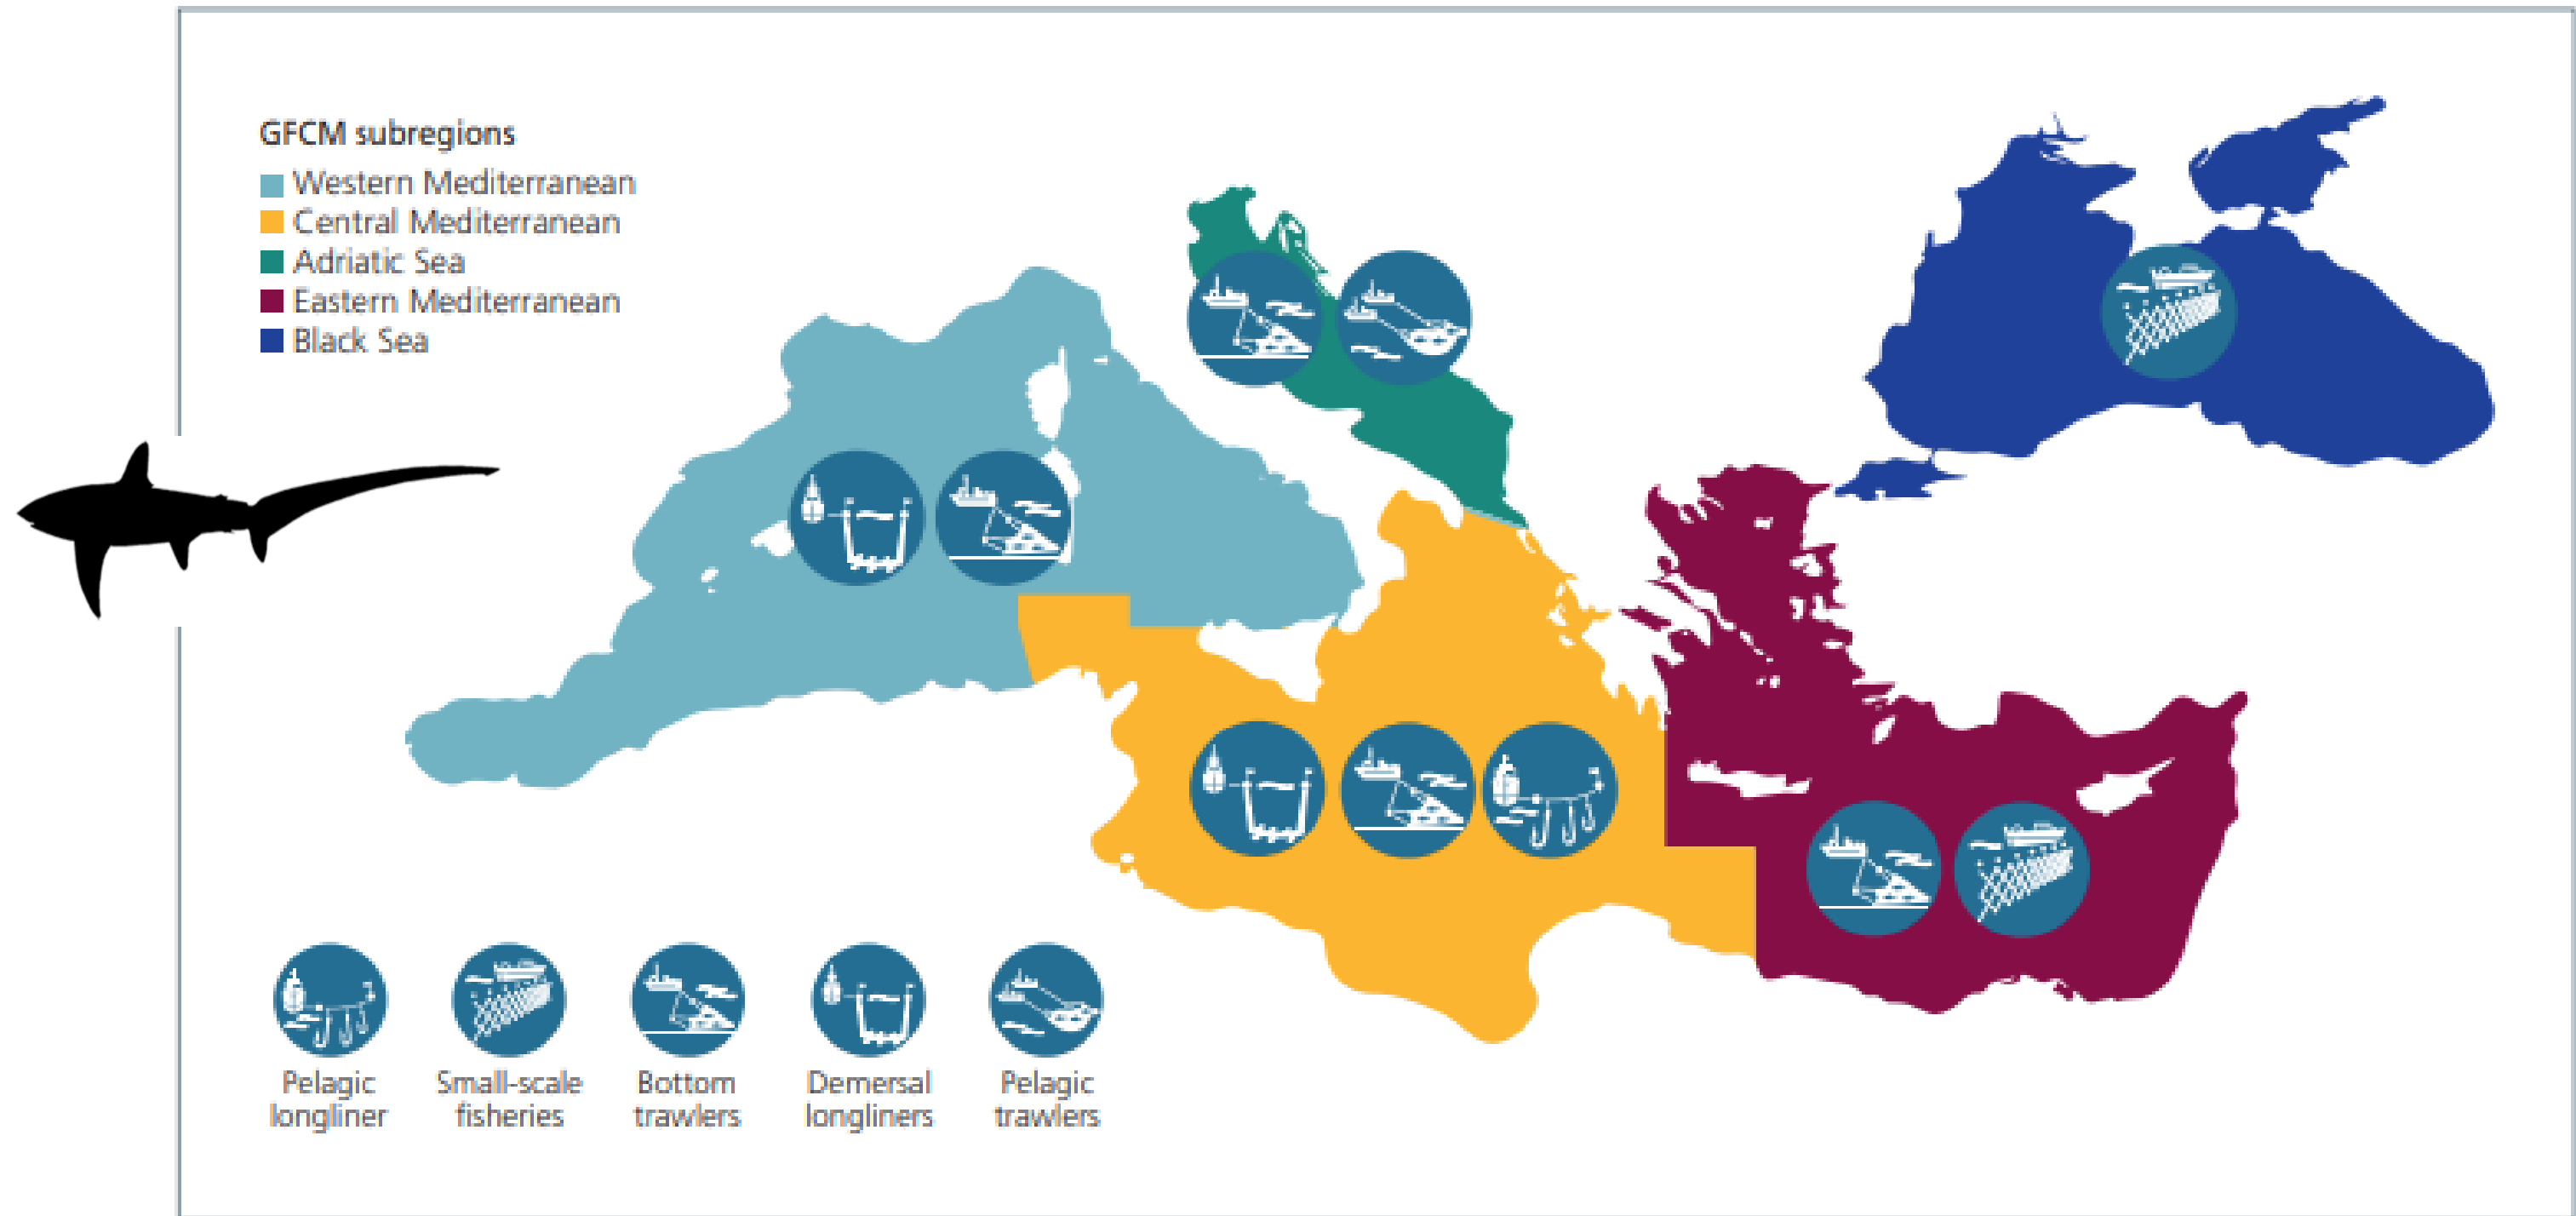 GFCM subregions
Western Mediterranean
Central Mediterranean
Adriatic Sea
Eastern Mediterranean
Black Sea
Pelagic
longliner
Small-scale
fisheries
Bottom
trawlers
Demersal
longliners
Pelagic
trawlers